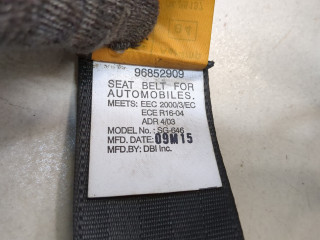 96852909
SEAT BELT FOR
AUTOMOBILES.
MEETS: EEC 2000/3/EC
ECE R16-04
ADR 4/03
MODEL No.: SG-646
MFD. DATE: 09M15
MFD.BY: DBI Inc.